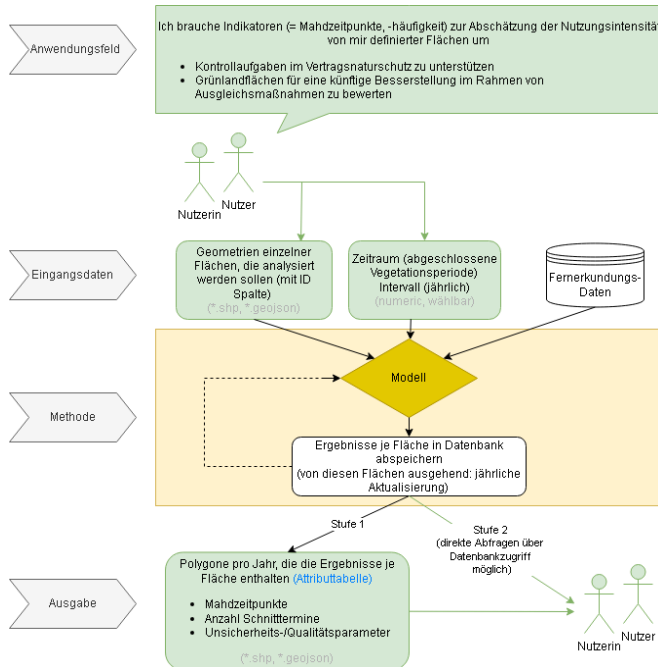 Anwendungsfeld
Ich brauche Indikatoren (= Mahdzeitpunkte, -häufigkeit) zur Abschätzung der Nutzungsintensität
von mir definierter Flächen um
• Kontrollaufgaben im Vertragsnaturschutz zu unterstützen
• Grünlandflächen für eine künftige Besserstellung im Rahmen von
Ausgleichsmaßnahmen zu bewerten
Nutzerin
Nutzer
Eingangsdaten
Geometrien einzelner
Flächen, die analysiert
werden sollen (mit ID
Spalte)
(*.shp, *.geojson)
Zeitraum (abgeschlossene
Vegetationsperiode)
Intervall (jährlich)
(numeric, wählbar)
Fernerkundungs-
Daten
Methode
Modell
Ergebnisse je Fläche in Datenbank
abspeichern
(von diesen Flächen ausgehend: jährliche
Aktualisierung)
Stufe 1
Stufe 2
(direkte Abfragen über
Datenbankzugriff
möglich)
Ausgabe
Polygone pro Jahr, die die Ergebnisse je
Fläche enthalten (Attributtabelle)
• Mahdzeitpunkte
• Anzahl Schnitttermine
• Unsicherheits-/Qualitätsparameter
(*.shp, *.geojson)
Nutzerin
Nutzer